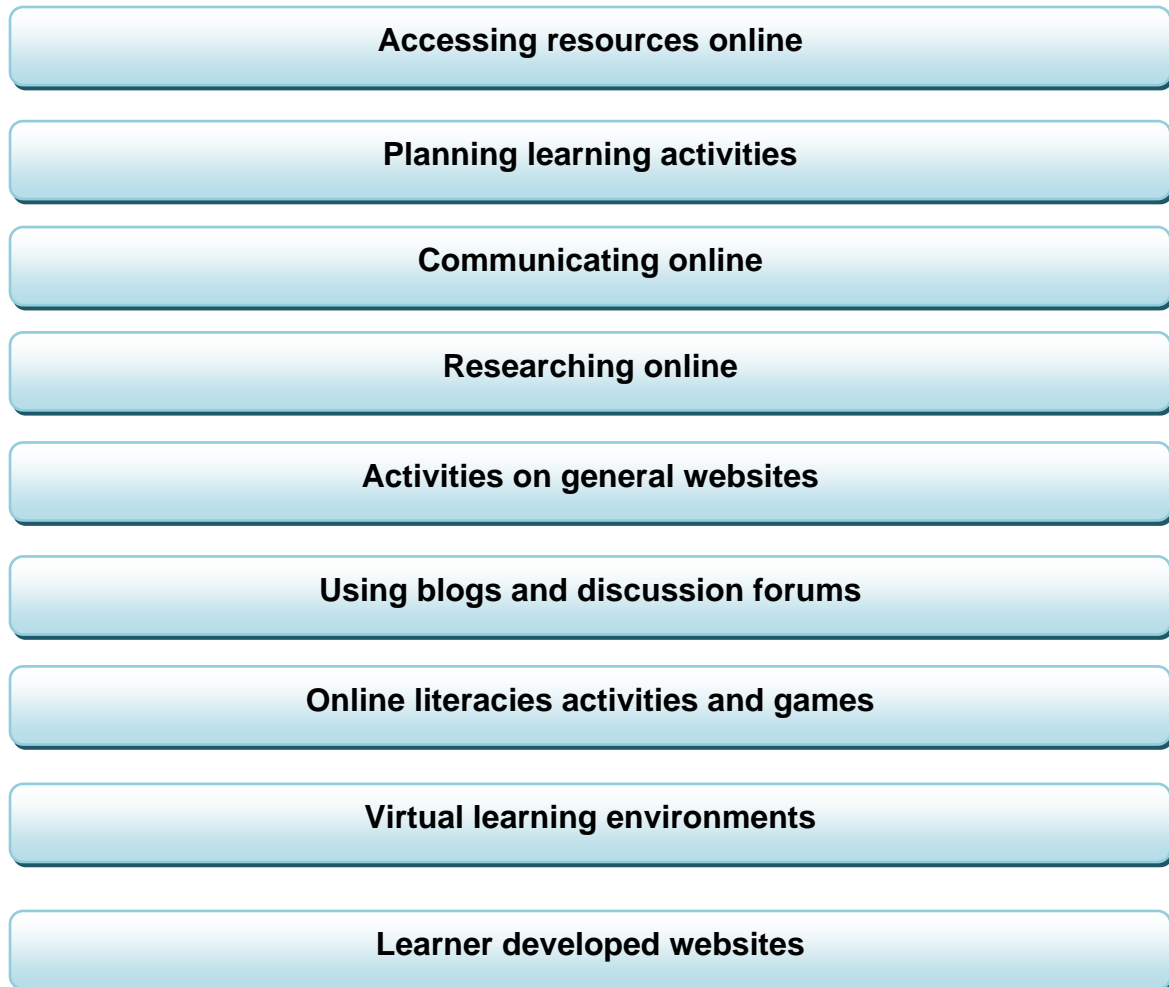 Accessing resources online
Planning learning activities
Communicating online
Researching online
Activities on general websites
Using blogs and discussion forums
Online literacies activities and games
Virtual learning environments
Learner developed websites